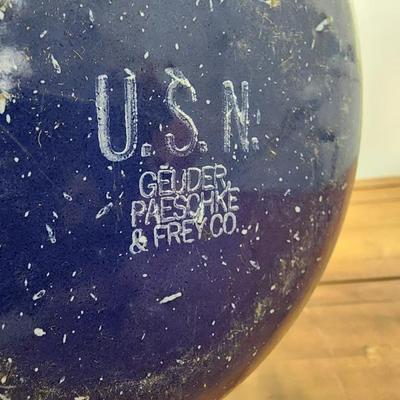 U.S.N.
GEUDER,
PAESCHKE
& FREY CO.